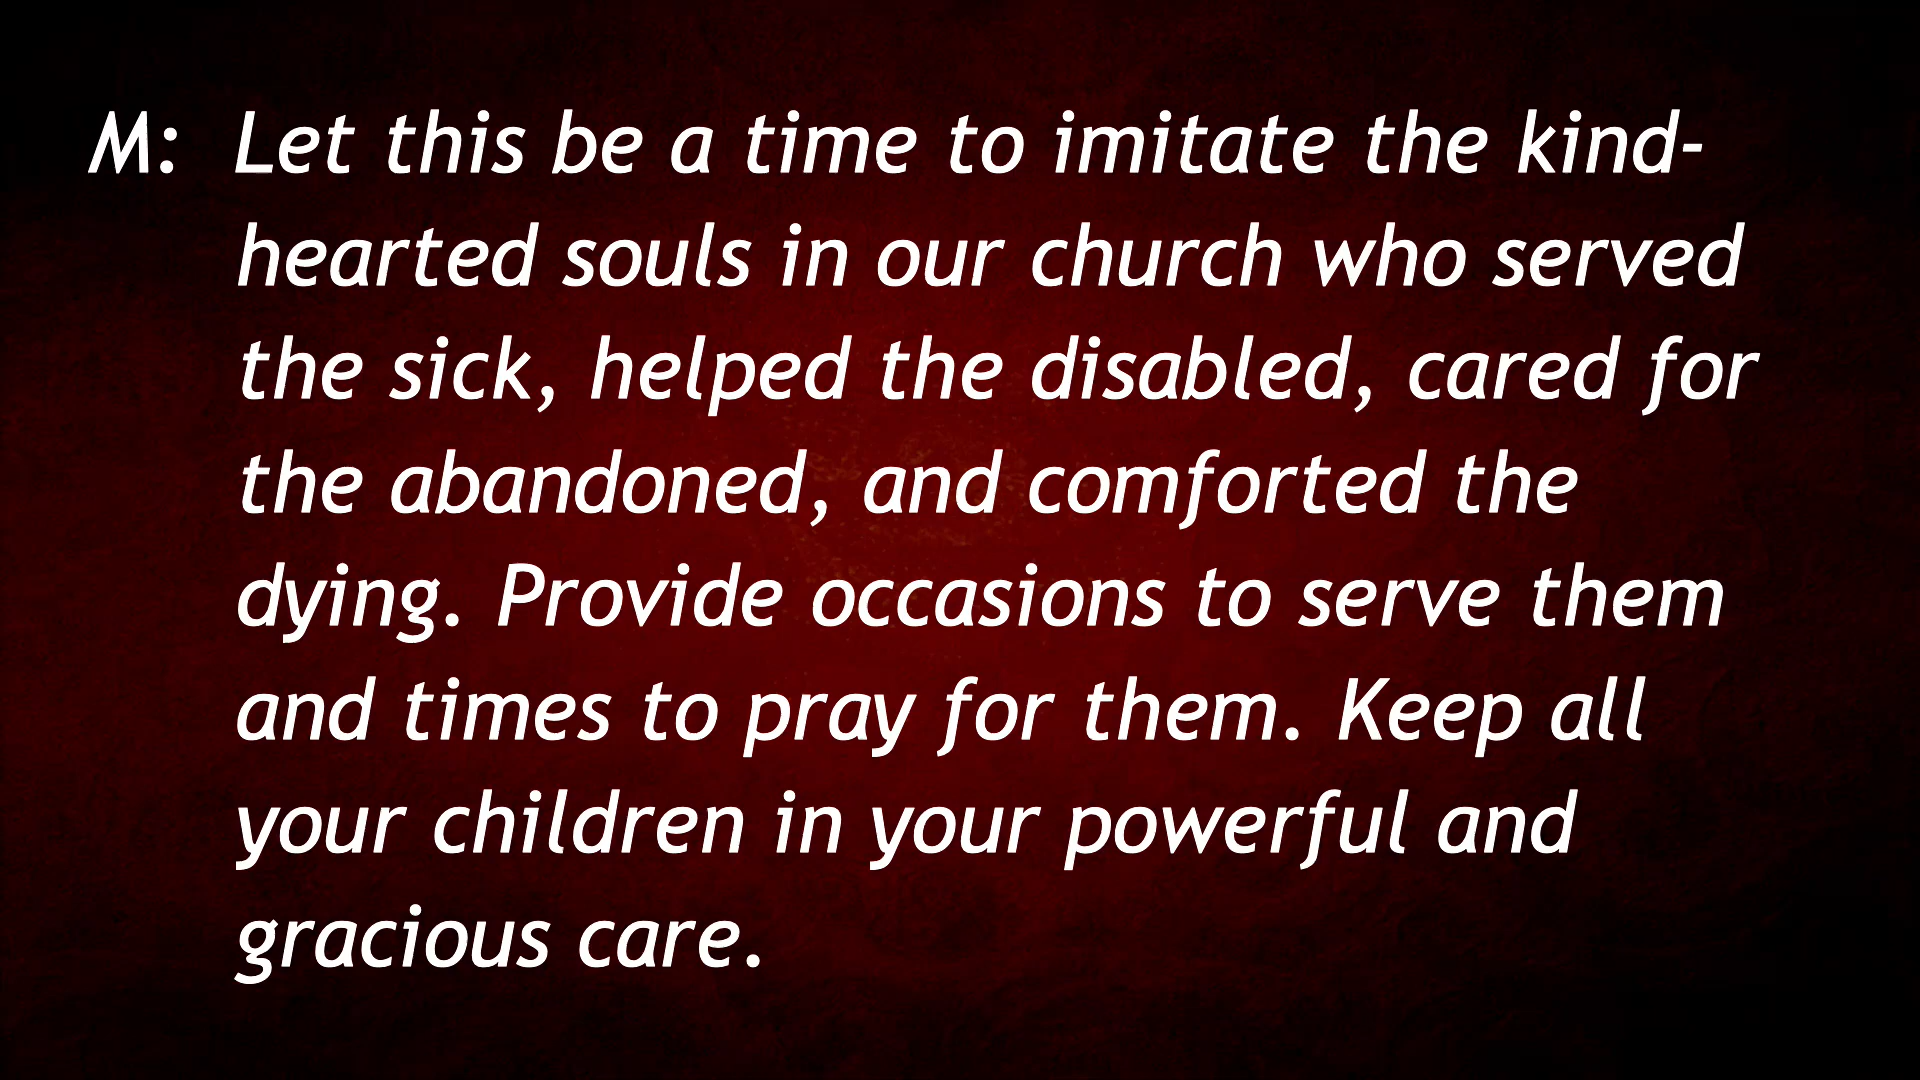 M: Let this be a time to imitate the kind-
hearted souls in our church who served
the sick, helped the disabled, cared for
the abandoned, and comforted the
dying. Provide occasions to serve them
and times to pray for them. Keep all
your children in your powerful and
gracious care.